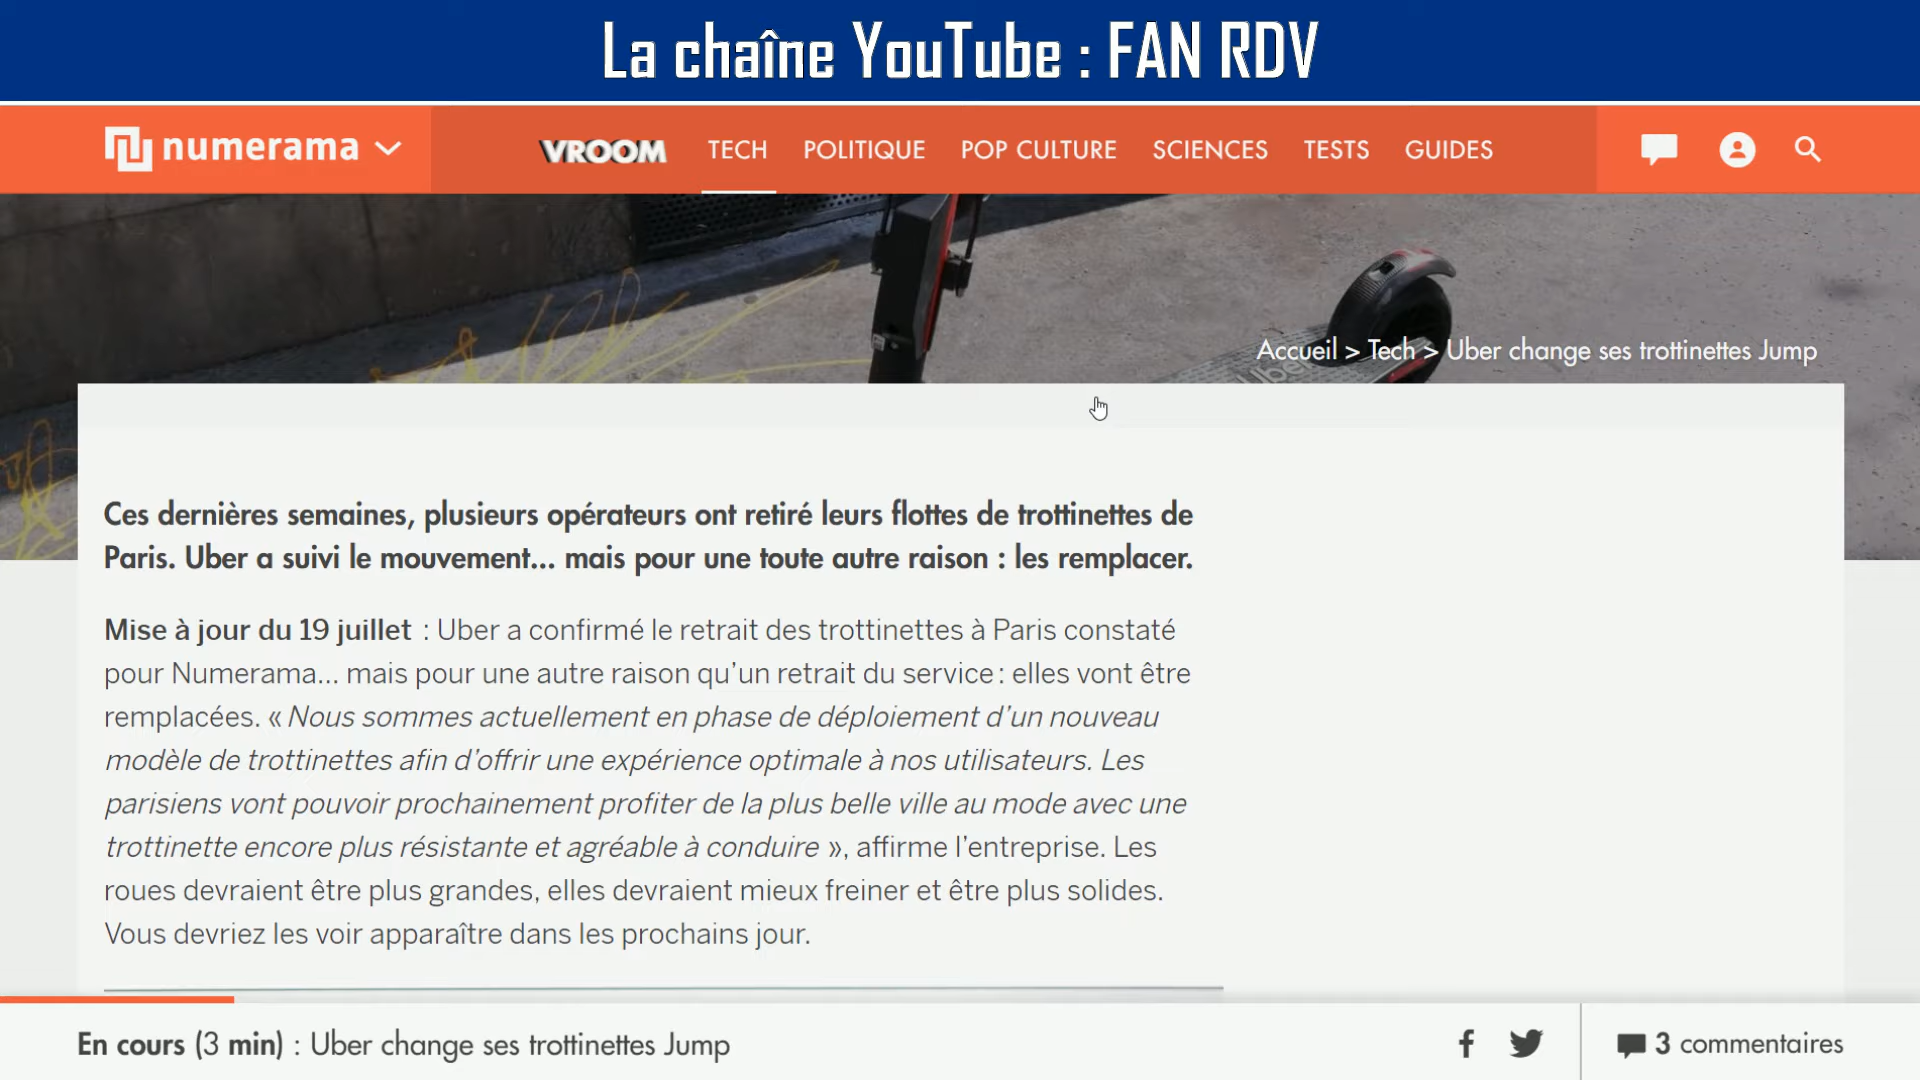 La chaîne YouTube : FAN RDV
numerama
VROOM
TECH
POLITIQUE
POP CULTURE
SCIENCES
TESTS
GUIDES
Accueil > Tech > Uber change ses trottinettes Jump
Uber
Ces dernières semaines, plusieurs opérateurs ont retiré leurs flottes de trottinettes de
Paris. Uber a suivi le mouvement… mais pour une toute autre raison : les remplacer.
Mise à jour du 19 juillet : Uber a confirmé le retrait des trottinettes à Paris constaté
pour Numerama… mais pour une autre raison qu’un retrait du service : elles vont être
remplacées. « Nous sommes actuellement en phase de déploiement d’un nouveau
modèle de trottinettes afin d’offrir une expérience optimale à nos utilisateurs. Les
parisiens vont pouvoir prochainement profiter de la plus belle ville au mode avec une
trottinette encore plus résistante et agréable à conduire », affirme l’entreprise. Les
roues devraient être plus grandes, elles devraient mieux freiner et être plus solides.
Vous devriez les voir apparaître dans les prochains jour.
En cours (3 min) : Uber change ses trottinettes Jump
3 commentaires